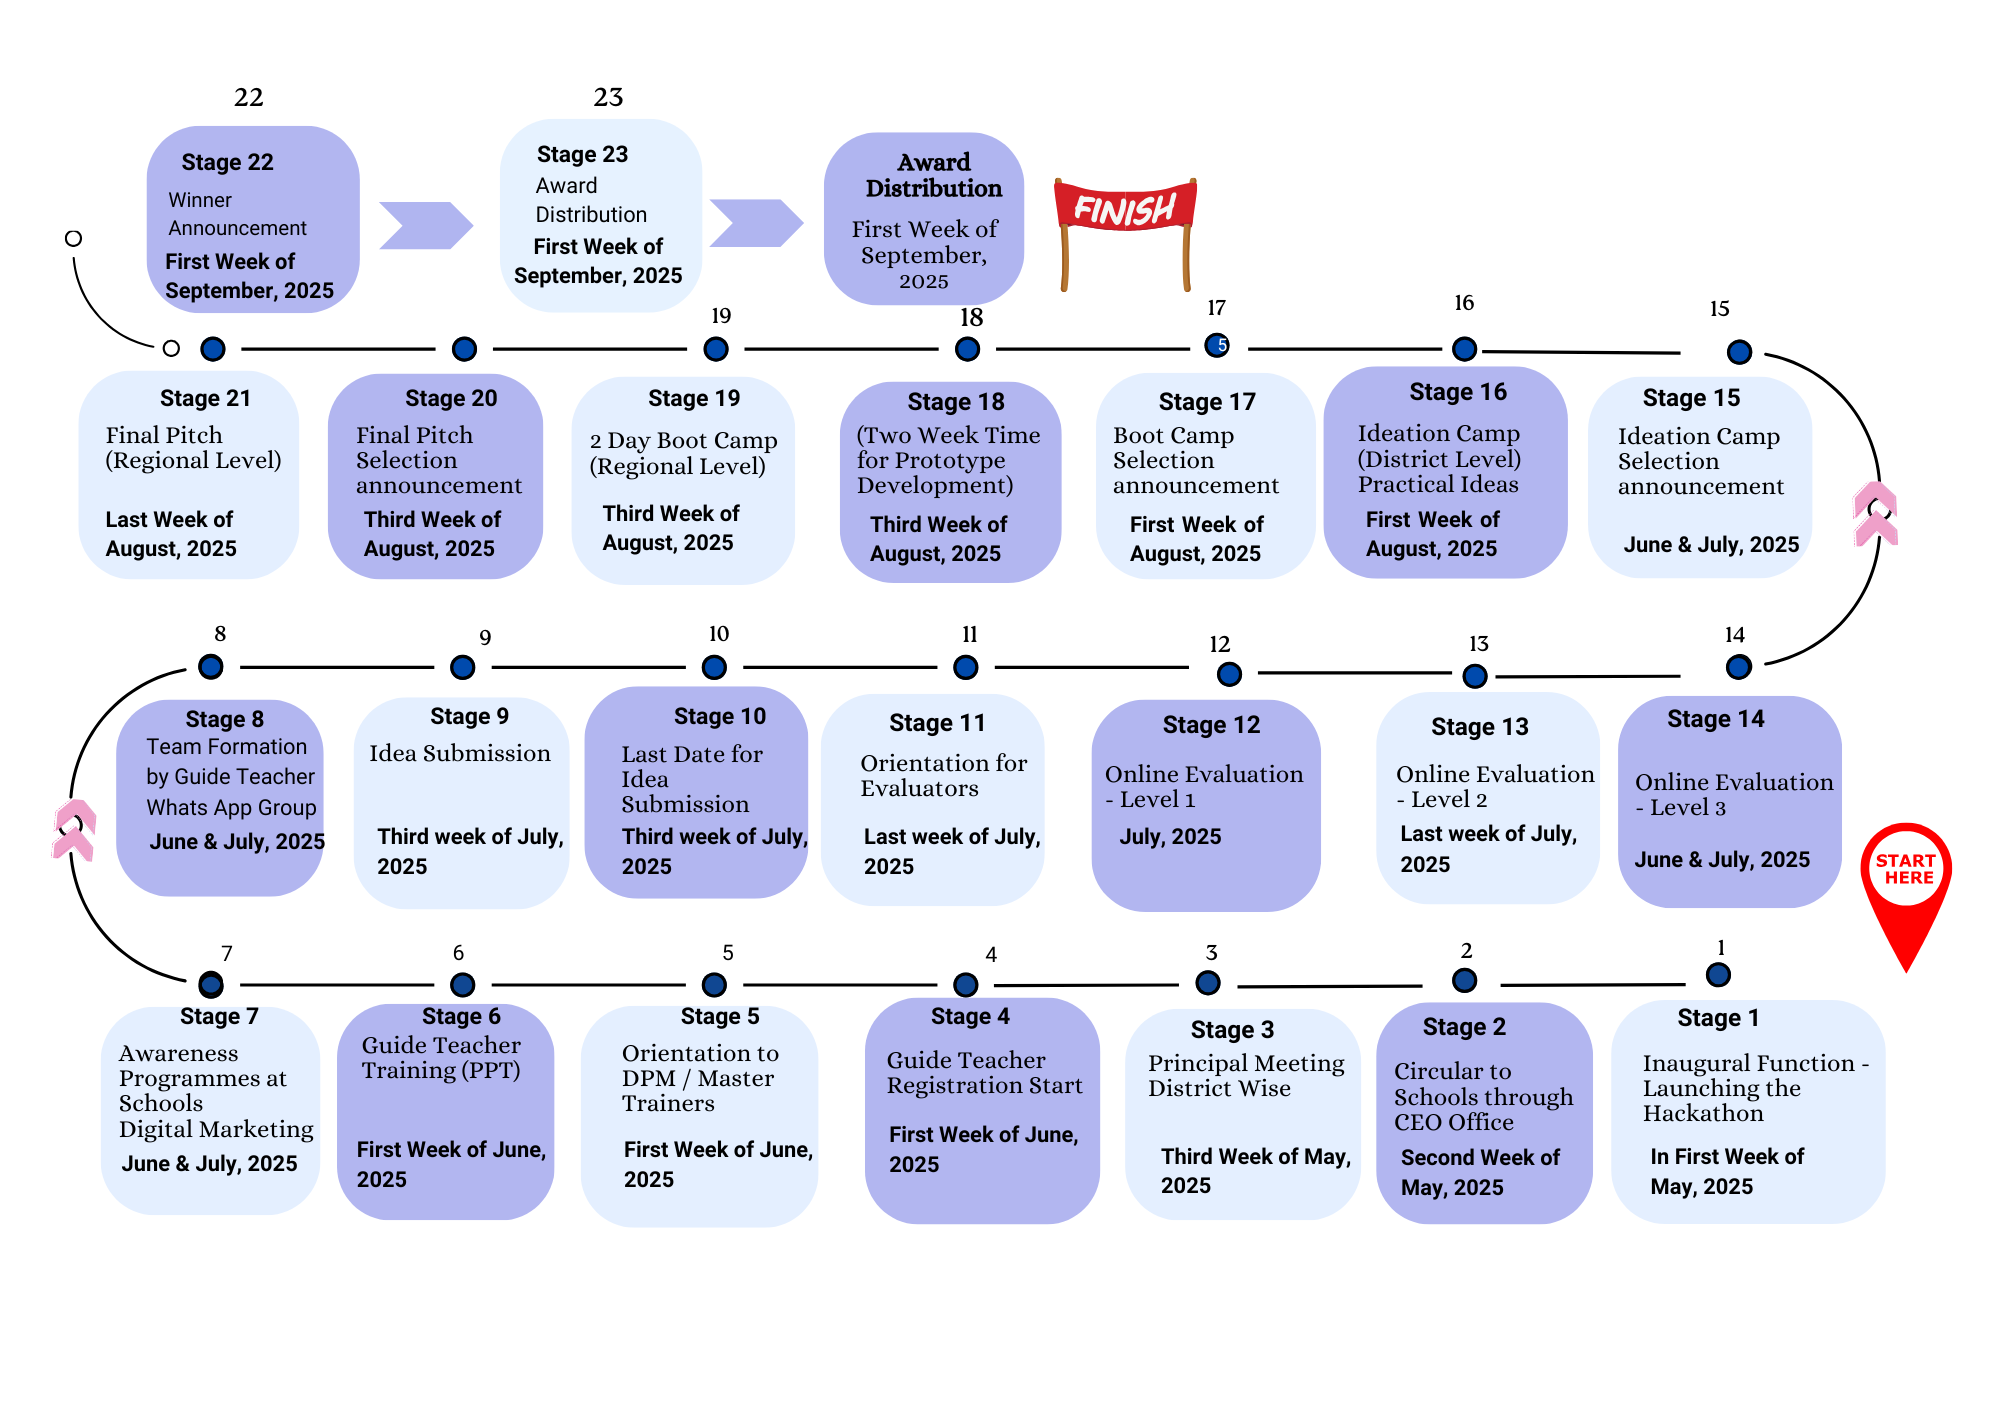 22
23
Stage 22
Winner
Announcement
First Week of
September, 2025
Stage 23
Award
Distribution
First Week of
September, 2025
Award
Distribution
First Week of
September,
2025
FINISH
19
18
17
16
15
5
Stage 21
Final Pitch
(Regional Level)
Last Week of
August, 2025
Stage 20
Final Pitch
Selection
announcement
Third Week of
August, 2025
Stage 19
2 Day Boot Camp
(Regional Level)
Third Week of
August, 2025
Stage 18
(Two Week Time
for Prototype
Development)
Third Week of
August, 2025
Stage 17
Boot Camp
Selection
announcement
First Week of
August, 2025
Stage 16
Ideation Camp
(District Level)
Practical Ideas
First Week of
August, 2025
Stage 15
Ideation Camp
Selection
announcement
June & July, 2025
8
9
10
11
12
13
14
Stage 8
Team Formation
by Guide Teacher
Whats App Group
June & July, 2025
Stage 9
Idea Submission
Third week of July,
2025
Stage 10
Last Date for
Idea
Submission
Third week of July,
2025
Stage 11
Orientation for
Evaluators
Last week of July,
2025
Stage 12
Online Evaluation
- Level 1
July, 2025
Stage 13
Online Evaluation
- Level 2
Last week of July,
2025
Stage 14
Online Evaluation
- Level 3
June & July, 2025
START
HERE
7
6
5
4
3
2
1
Stage 7
Awareness
Programmes at
Schools
Digital Marketing
June & July, 2025
Stage 6
Guide Teacher
Training (PPT)
First Week of June,
2025
Stage 5
Orientation to
DPM / Master
Trainers
First Week of June,
2025
Stage 4
Guide Teacher
Registration Start
First Week of June,
2025
Stage 3
Principal Meeting
District Wise
Third Week of May,
2025
Stage 2
Circular to
Schools through
CEO Office
Second Week of
May, 2025
Stage 1
Inaugural Function -
Launching the
Hackathon
In First Week of
May, 2025